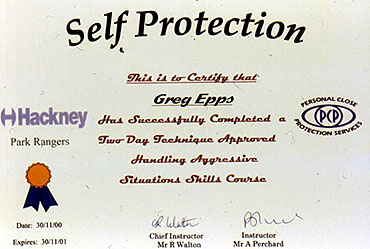 Self Protection
This is to Certify that
Greg Epps
Has Successfully Completed a
Two Day Technique Approved
Handling Aggressive
Situations Skills Course
Hackney
Park Rangers
PERSONAL CLOSE
PCP
PROTECTION SERVICES
Date: 30/11/00
Expires: 30/11/01
Chief Instructor
Mr R Walton
Instructor
Mr A Perchard